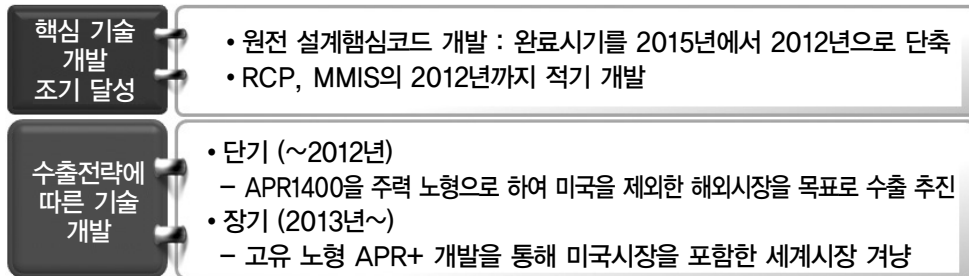 핵심 기술
개발
조기 달성
• 원전 설계햄심코드 개발 : 완료시기를 2015년에서 2012년으로 단축
• RCP, MMIS의 2012년까지 적기 개발
수출전략에
따른 기술
개발
• 단기 (~2012년)
- APR1400을 주력 노형으로 하여 미국을 제외한 해외시장을 목표로 수출 추진
• 장기 (2013년~)
- 고유 노형 APR+ 개발을 통해 미국시장을 포함한 세계시장 겨냥